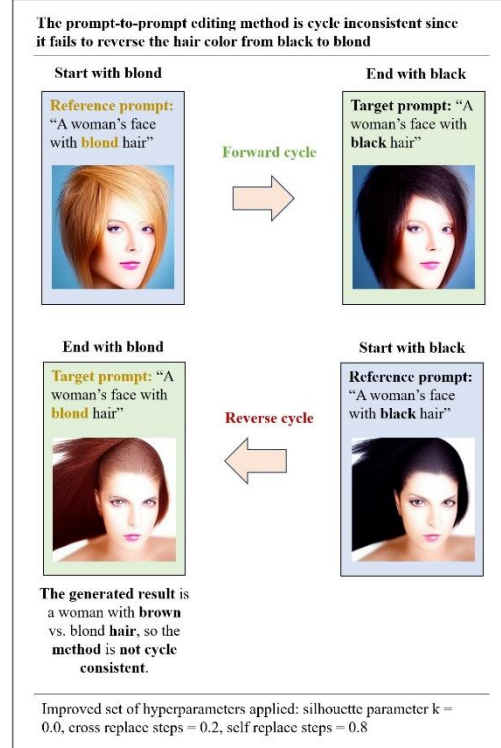 The prompt-to-prompt editing method is cycle inconsistent since
it fails to reverse the hair color from black to blond
Start with blond
End with black
Reference prompt:
“A woman’s face
with blond hair”
Forward cycle
Target prompt: “A
woman’s face with
black hair”
End with blond
Start with black
Target prompt: “A
woman’s face with
blond hair”
Reverse cycle
Reference prompt:
“A woman’s face
with black hair”
The generated result is
a woman with brown
vs. blond hair, so the
method is not cycle
consistent.
Improved set of hyperparameters applied: silhouette parameter k =
0.0, cross replace steps = 0.2, self replace steps = 0.8